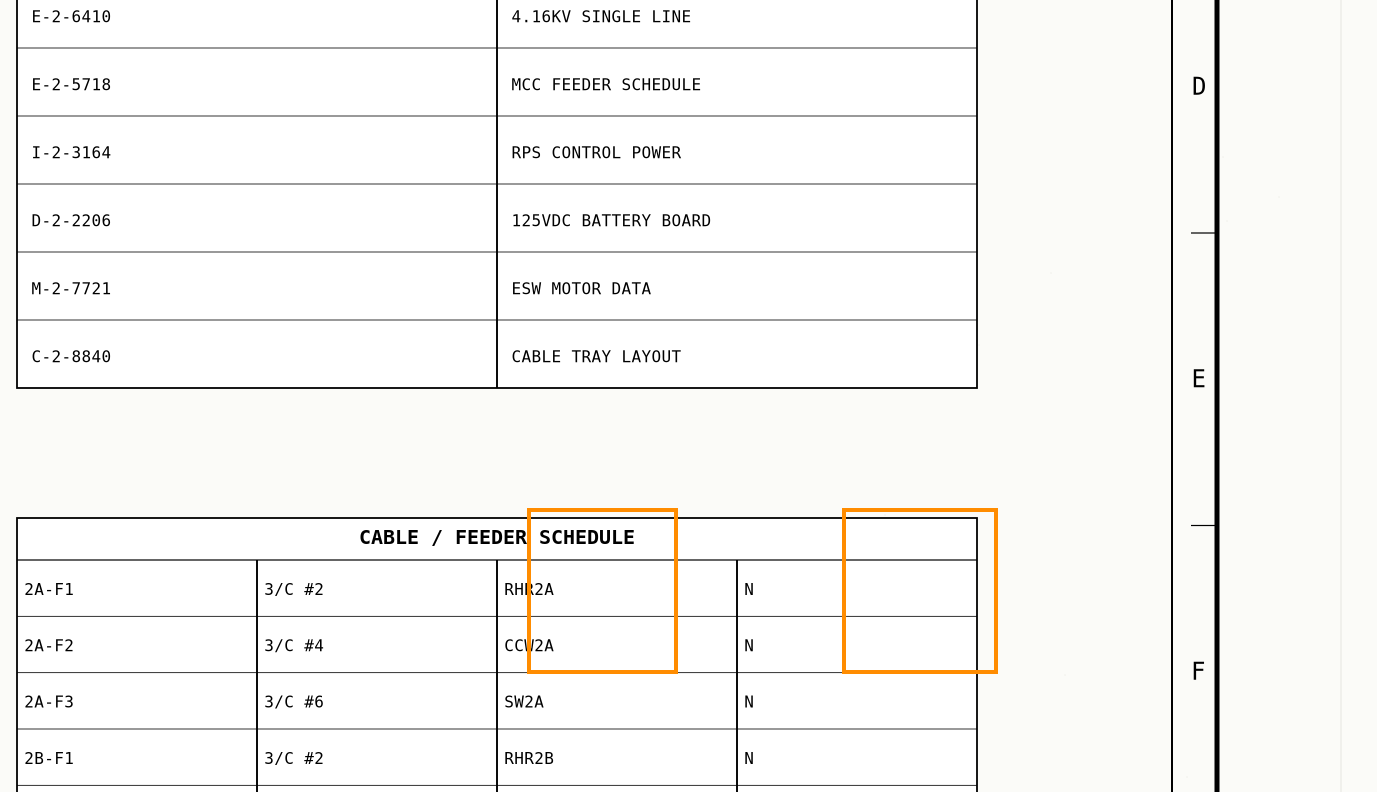 E-2-6410 4.16KV SINGLE LINE
E-2-5718 MCC FEEDER SCHEDULE
D
I-2-3164 RPS CONTROL POWER
D-2-2206 125VDC BATTERY BOARD
M-2-7721 ESW MOTOR DATA
C-2-8840 CABLE TRAY LAYOUT
E
CABLE / FEEDER SCHEDULE
2A-F1 3/C #2 RHR2A N
2A-F2 3/C #4 CCW2A N
F
2A-F3 3/C #6 SW2A N
2B-F1 3/C #2 RHR2B N